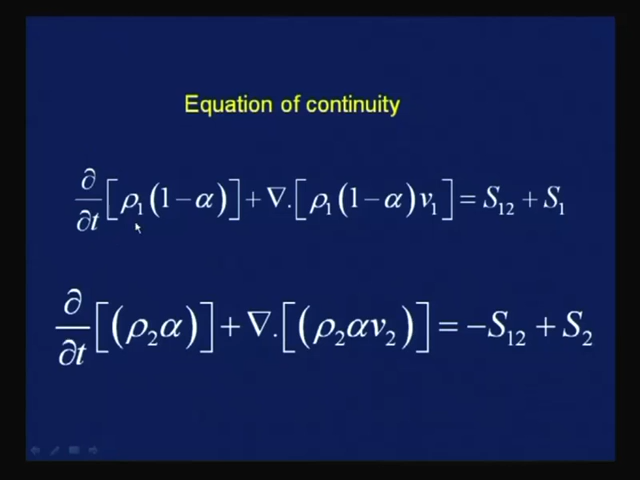 Equation of continuity
∂/∂t [ρ₁(1−α)] + ∇.[ρ₁(1−α)v₁] = S₁₂ + S₁
∂/∂t [(ρ₂α)] + ∇.[(ρ₂αv₂)] = −S₁₂ + S₂